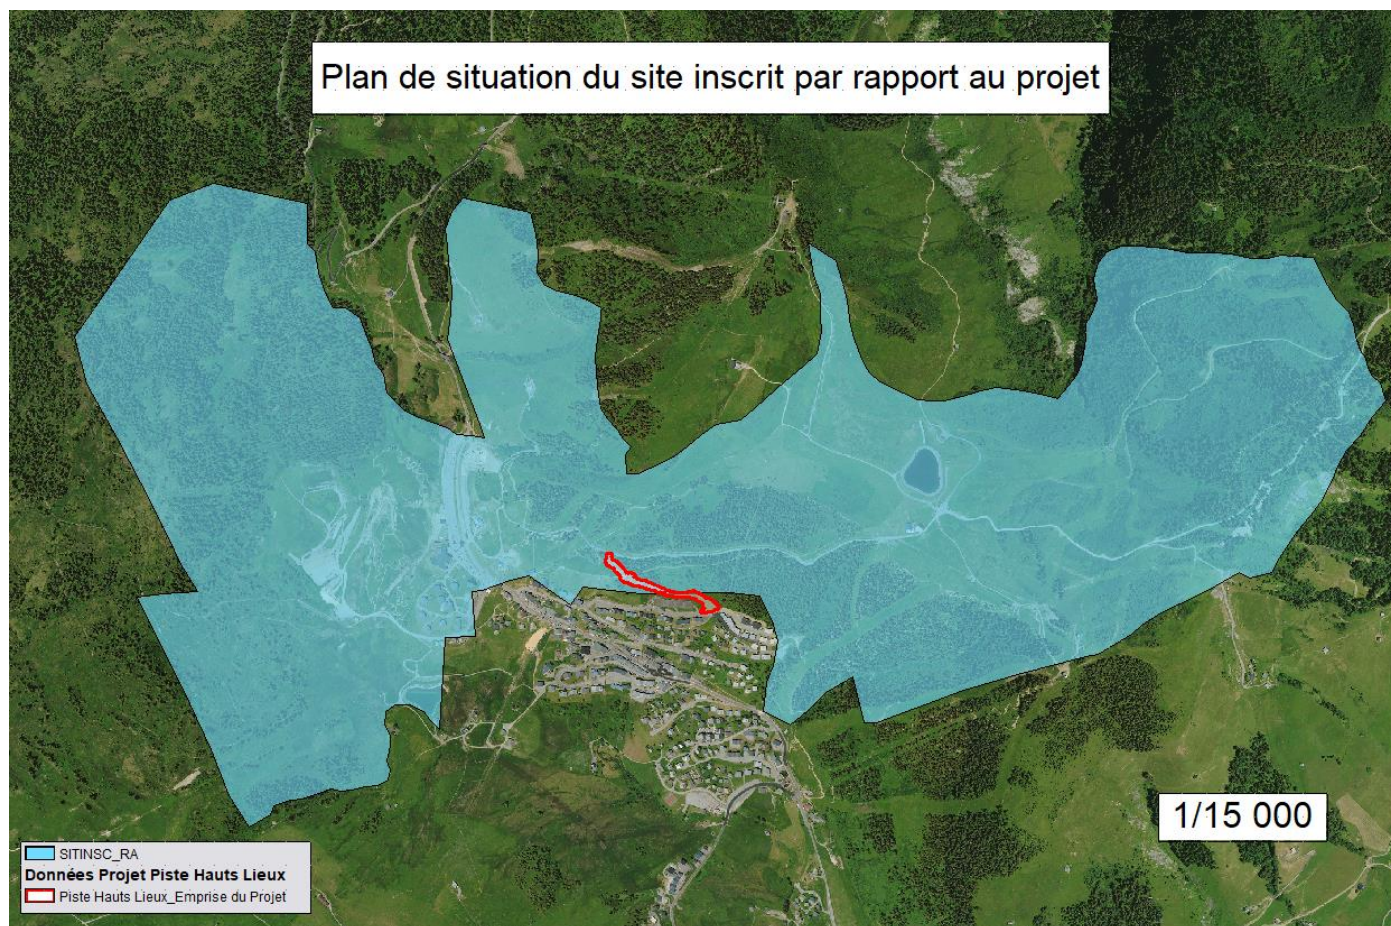 Plan de situation du site inscrit par rapport au projet
1/15 000
SITINSC_RA
Données Projet Piste Hauts Lieux
Piste Hauts Lieux_Emprise du Projet